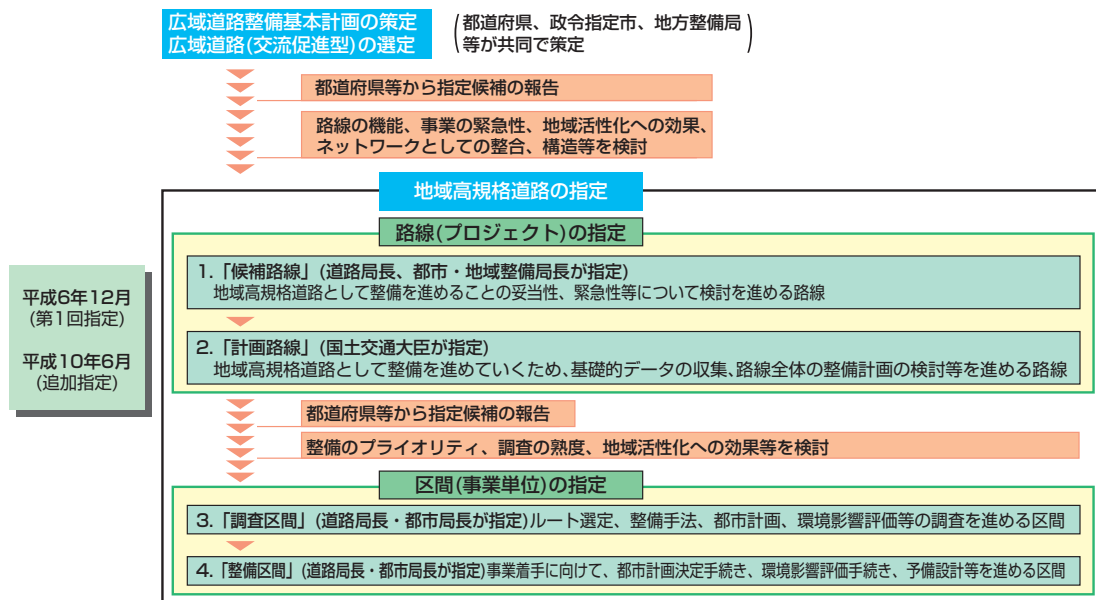 広域道路整備基本計画の策定
広域道路(交流促進型)の選定
(都道府県、政令指定市、地方整備局
等が共同で策定)
都道府県等から指定候補の報告
路線の機能、事業の緊急性、地域活性化への効果、
ネットワークとしての整合、構造等を検討
地域高規格道路の指定
路線(プロジェクト)の指定
1.「候補路線」(道路局長、都市・地域整備局長が指定)
地域高規格道路として整備を進めることの妥当性、緊急性等について検討を進める路線
平成6年12月
(第1回指定)
平成10年6月
(追加指定)
2.「計画路線」(国土交通大臣が指定)
地域高規格道路として整備を進めていくため、基礎的データの収集、路線全体の整備計画の検討等を進める路線
都道府県等から指定候補の報告
整備のプライオリティ、調査の熟度、地域活性化への効果等を検討
区間(事業単位)の指定
3.「調査区間」(道路局長・都市局長が指定)ルート選定、整備手法、都市計画、環境影響評価等の調査を進める区間
4.「整備区間」(道路局長・都市局長が指定)事業着手に向けて、都市計画決定手続き、環境影響評価手続き、予備設計等を進める区間